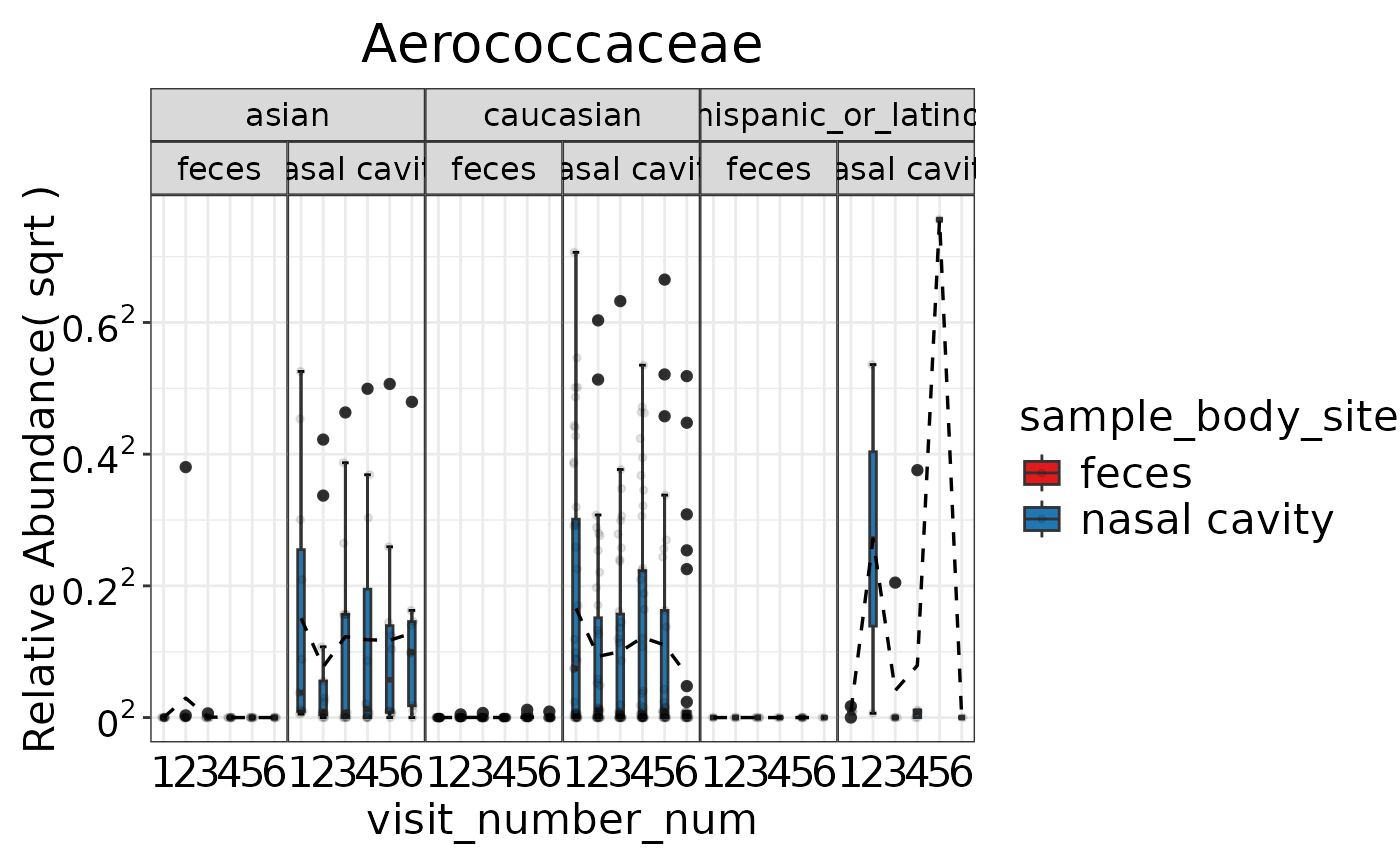 Aerococcaceae
asian caucasian hispanic_or_latino
feces asal cavit feces asal cavit feces asal cavit
Relative Abundance( sqrt )
0.6²
0.4²
0.2²
0²
123456 123456 123456 123456 123456 123456
visit_number_num
sample_body_site
feces
nasal cavity